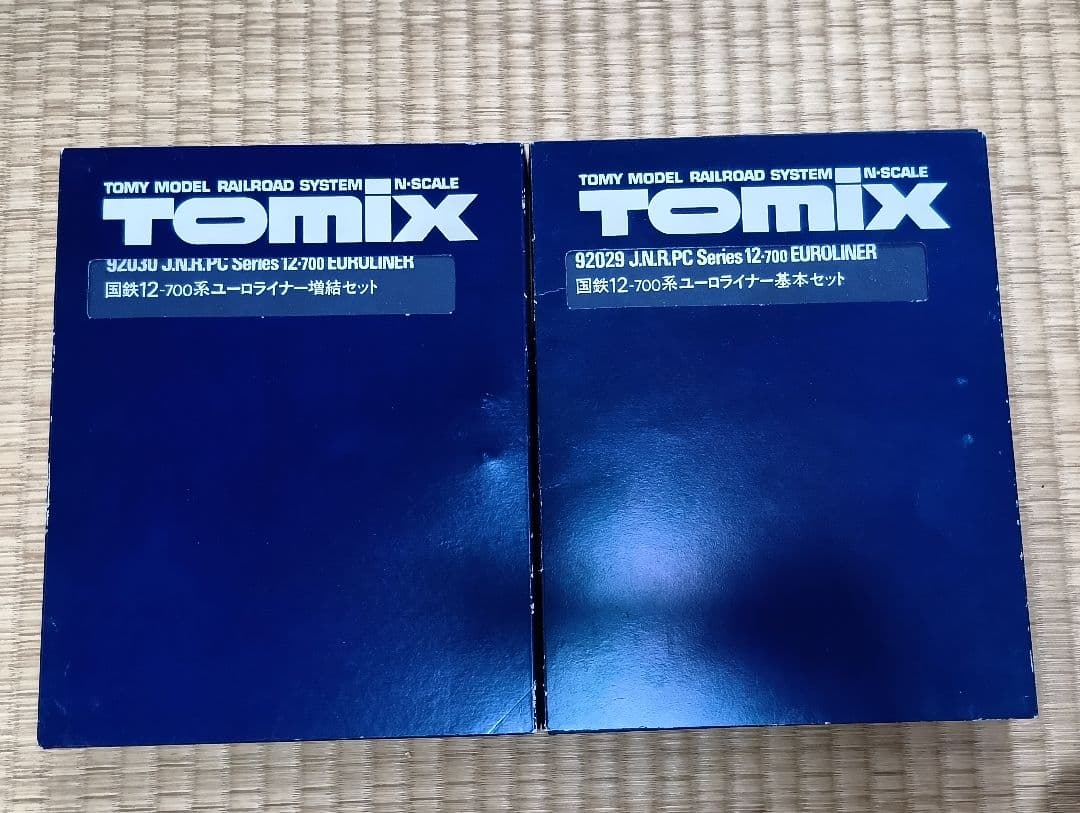 TOMY MODEL RAILROAD SYSTEM N·SCALE
TOMIX
92030 J.N.R.PC Series 12·700 EUROLINER
国鉄12-700系ユーロライナー増結セット
TOMY MODEL RAILROAD SYSTEM N·SCALE
TOMIX
92029 J.N.R.PC Series 12·700 EUROLINER
国鉄12-700系ユーロライナー基本セット